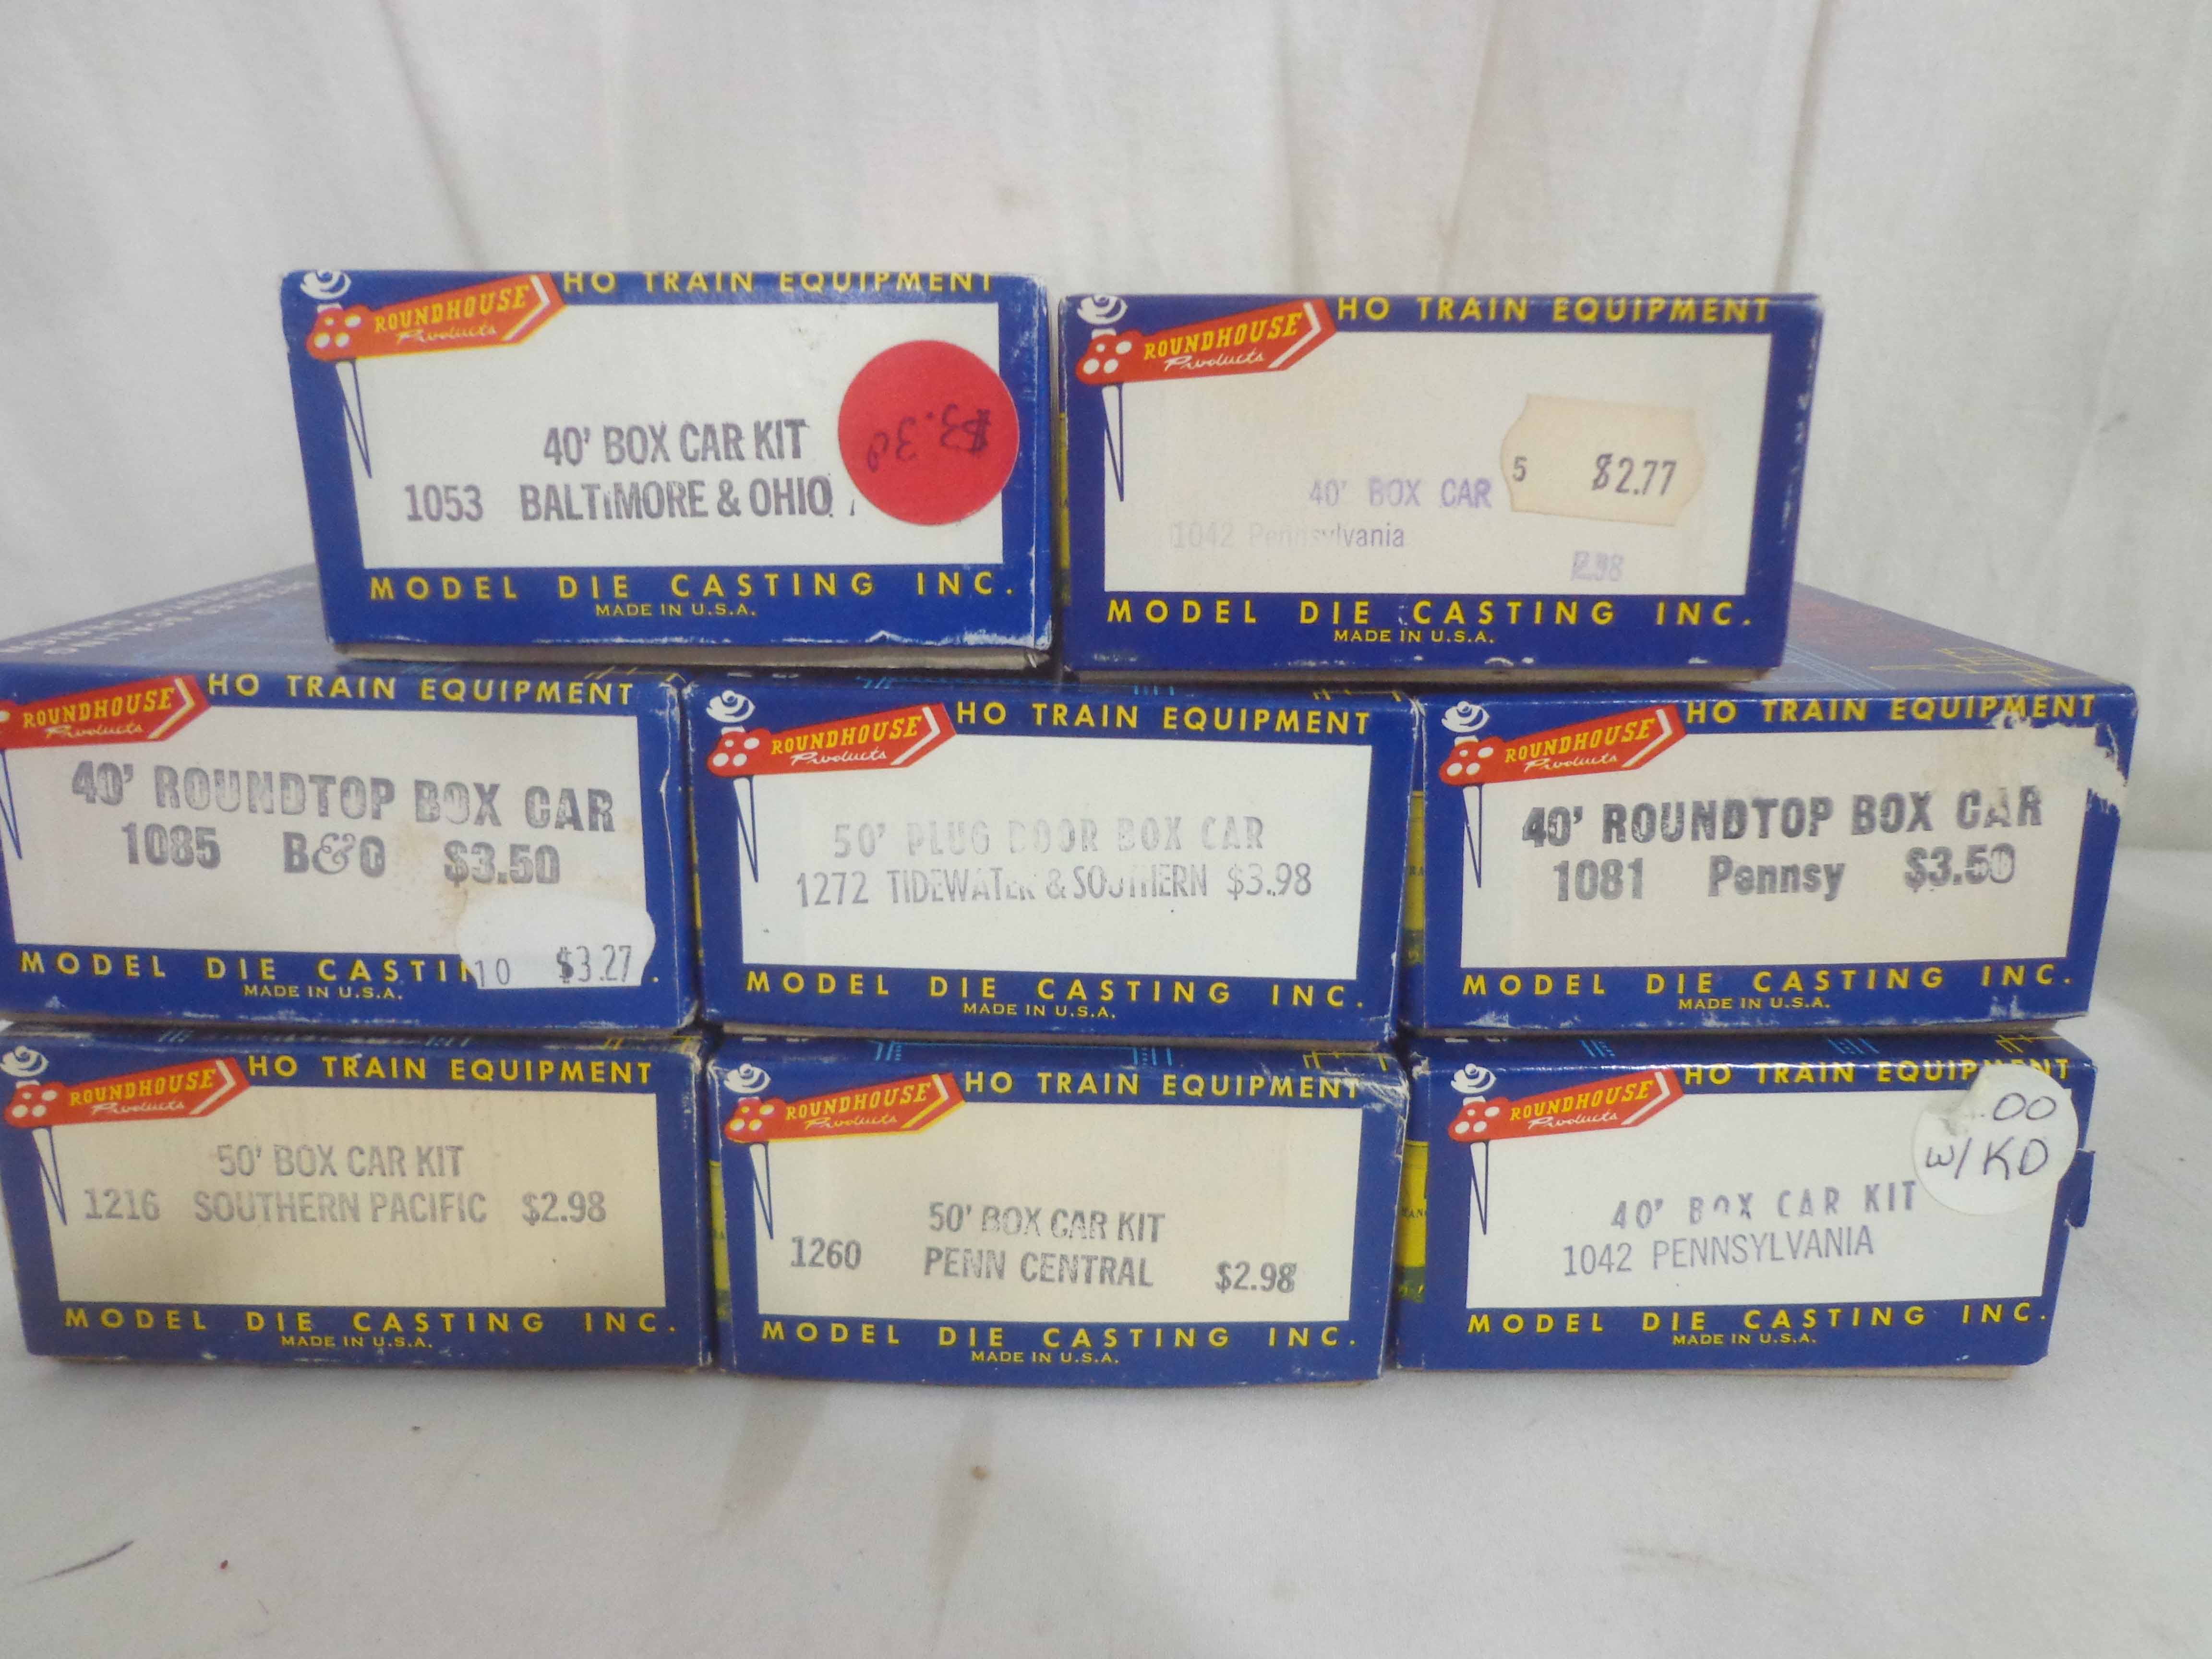 HO TRAIN EQUIPMENT
ROUNDHOUSE
Products
40' BOX CAR KIT
1053 BALTIMORE & OHIO
MODEL DIE CASTING INC.
MADE IN U.S.A.
HO TRAIN EQUIPMENT
ROUNDHOUSE
Products
5 $2.77
40' BOX CAR
1042 Pennsylvania
MODEL DIE CASTING INC.
MADE IN U.S.A.
HO TRAIN EQUIPMENT
ROUNDHOUSE
Products
40' ROUNDTOP BOX CAR
1085 B&O $3.50
10 $3.27
MODEL DIE
MADE IN U.S.A.
HO TRAIN EQUIPMENT
ROUNDHOUSE
Products
50' PLUG DOOR BOX CAR
1272 TIDEWATER & SOUTHERN $3.98
MODEL DIE CASTING INC.
MADE IN U.S.A.
HO TRAIN EQUIPMENT
ROUNDHOUSE
Products
40' ROUNDTOP BOX CAR
1081 Pennsy $3.50
MODEL DIE CASTING INC.
MADE IN U.S.A.
HO TRAIN EQUIPMENT
ROUNDHOUSE
Products
50' BOX CAR KIT
1216 SOUTHERN PACIFIC $2.98
MODEL DIE CASTING INC.
MADE IN U.S.A.
HO TRAIN EQUIPMENT
ROUNDHOUSE
Products
50' BOX CAR KIT
1260 PENN CENTRAL $2.98
MODEL DIE CASTING INC.
MADE IN U.S.A.
HO TRAIN EQUIPMENT
ROUNDHOUSE
Products
.00
w/KD
40' BOX CAR KIT
1042 PENNSYLVANIA
MODEL DIE CASTING INC.
MADE IN U.S.A.